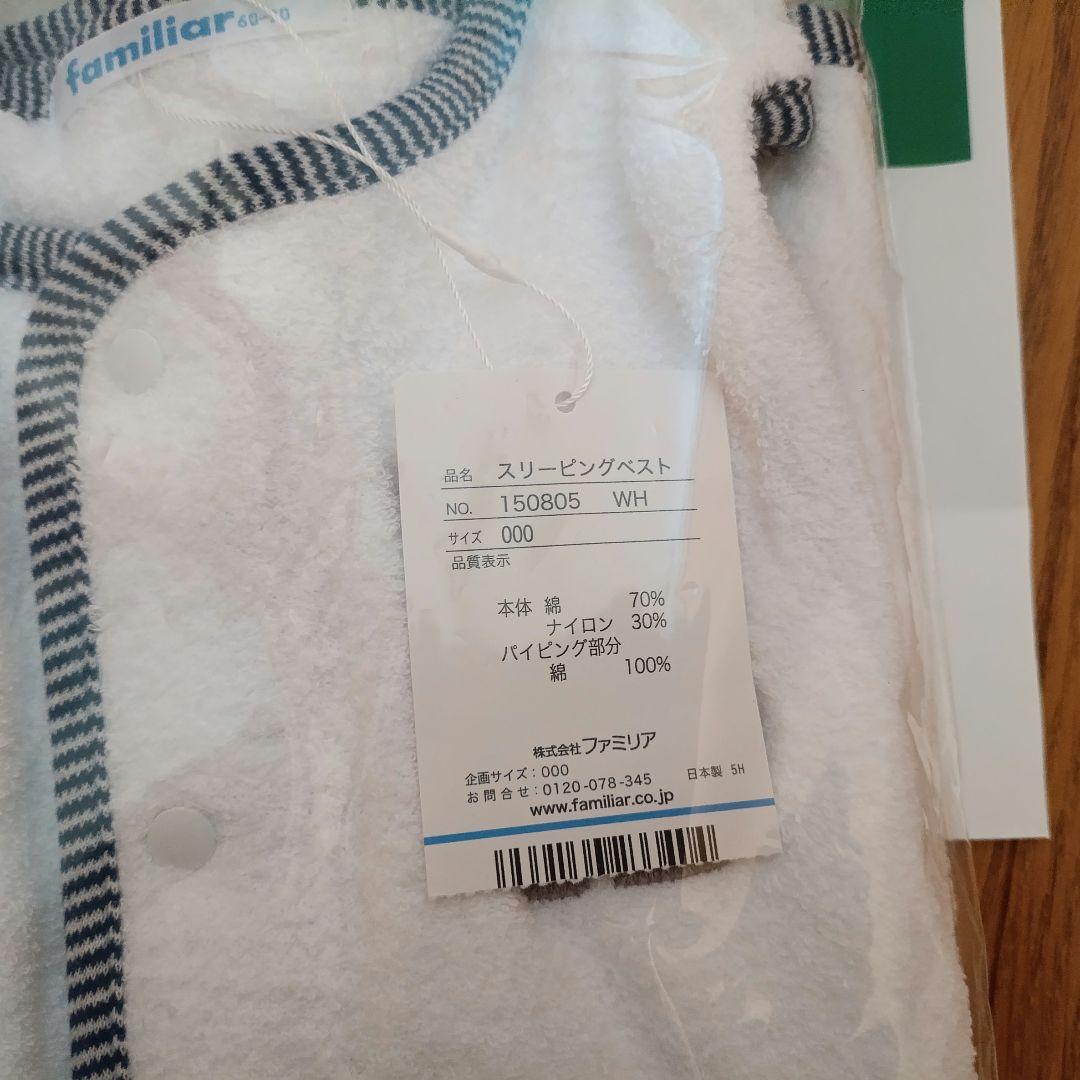 familiar 60-70
品名 スリーピングベスト
NO. 150805 WH
サイズ 000
品質表示
本体 綿 70%
ナイロン 30%
パイピング部分
綿 100%
株式会社ファミリア
企画サイズ：000
お問合せ：0120-078-345 日本製 5H
www.familiar.co.jp